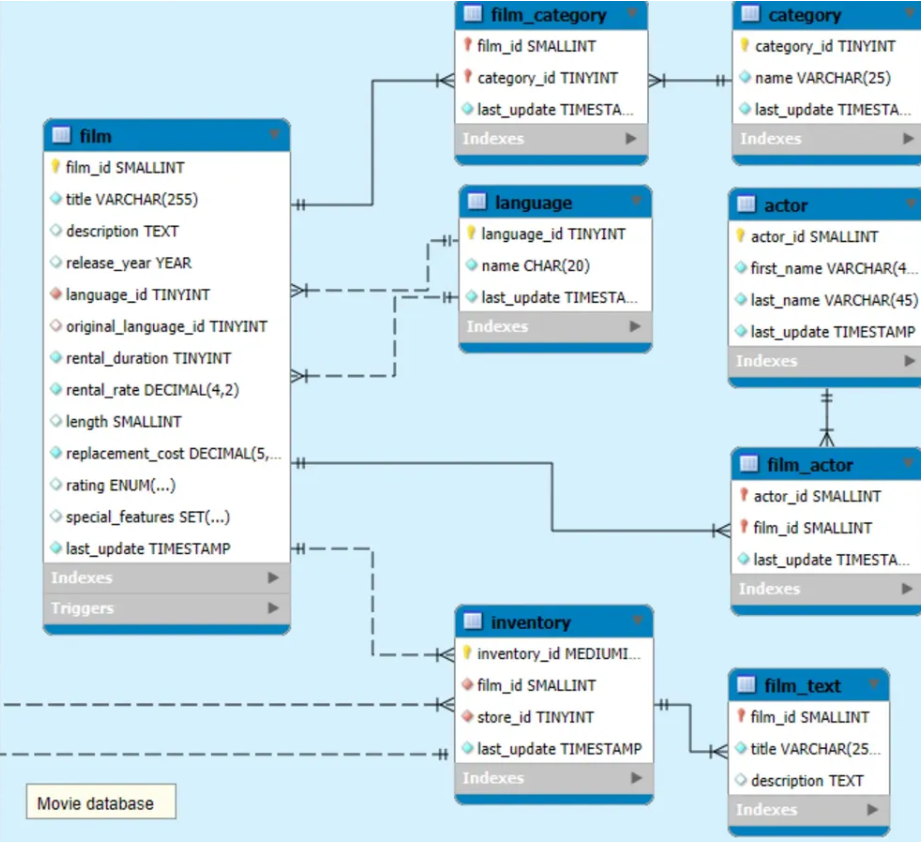 film_category
film_id SMALLINT
category_id TINYINT
last_update TIMESTA...
Indexes
category
category_id TINYINT
name VARCHAR(25)
last_update TIMESTA...
Indexes
film
film_id SMALLINT
title VARCHAR(255)
description TEXT
release_year YEAR
language_id TINYINT
original_language_id TINYINT
rental_duration TINYINT
rental_rate DECIMAL(4,2)
length SMALLINT
replacement_cost DECIMAL(5,...
rating ENUM(...)
special_features SET(...)
last_update TIMESTAMP
Indexes
Triggers
language
language_id TINYINT
name CHAR(20)
last_update TIMESTA...
Indexes
actor
actor_id SMALLINT
first_name VARCHAR(4...
last_name VARCHAR(45)
last_update TIMESTAMP
Indexes
film_actor
actor_id SMALLINT
film_id SMALLINT
last_update TIMESTA...
Indexes
inventory
inventory_id MEDIUMI...
film_id SMALLINT
store_id TINYINT
last_update TIMESTAMP
Indexes
film_text
film_id SMALLINT
title VARCHAR(25...
description TEXT
Indexes
Movie database